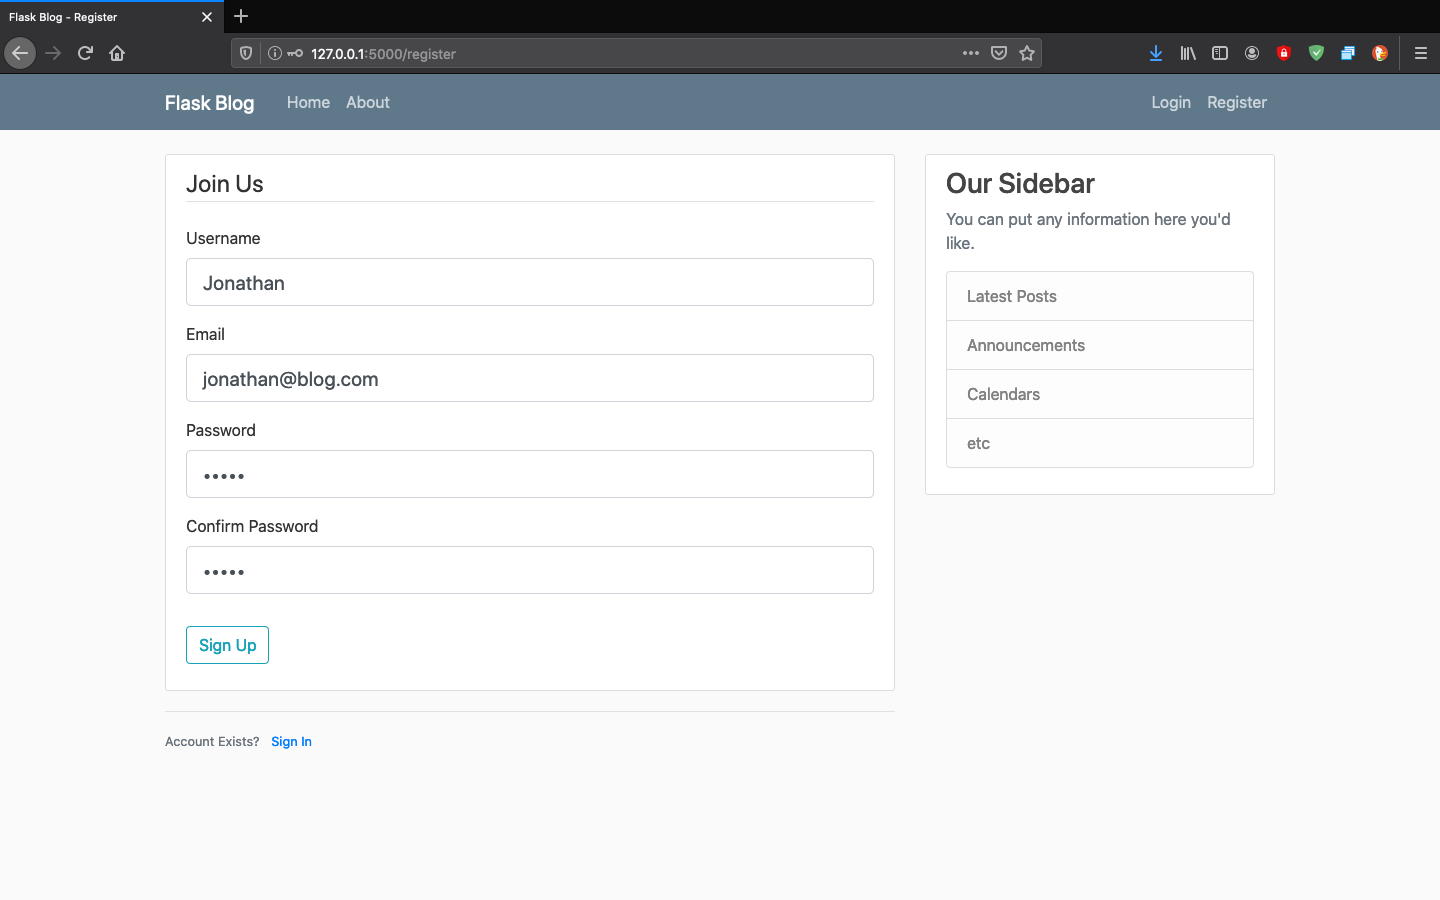 Flask Blog - Register
127.0.0.1:5000/register
Flask Blog Home About Login Register
Join Us
Username
Jonathan
Email
jonathan@blog.com
Password
•••••
Confirm Password
•••••
Sign Up
Account Exists? Sign In
Our Sidebar
You can put any information here you'd
like.
Latest Posts
Announcements
Calendars
etc